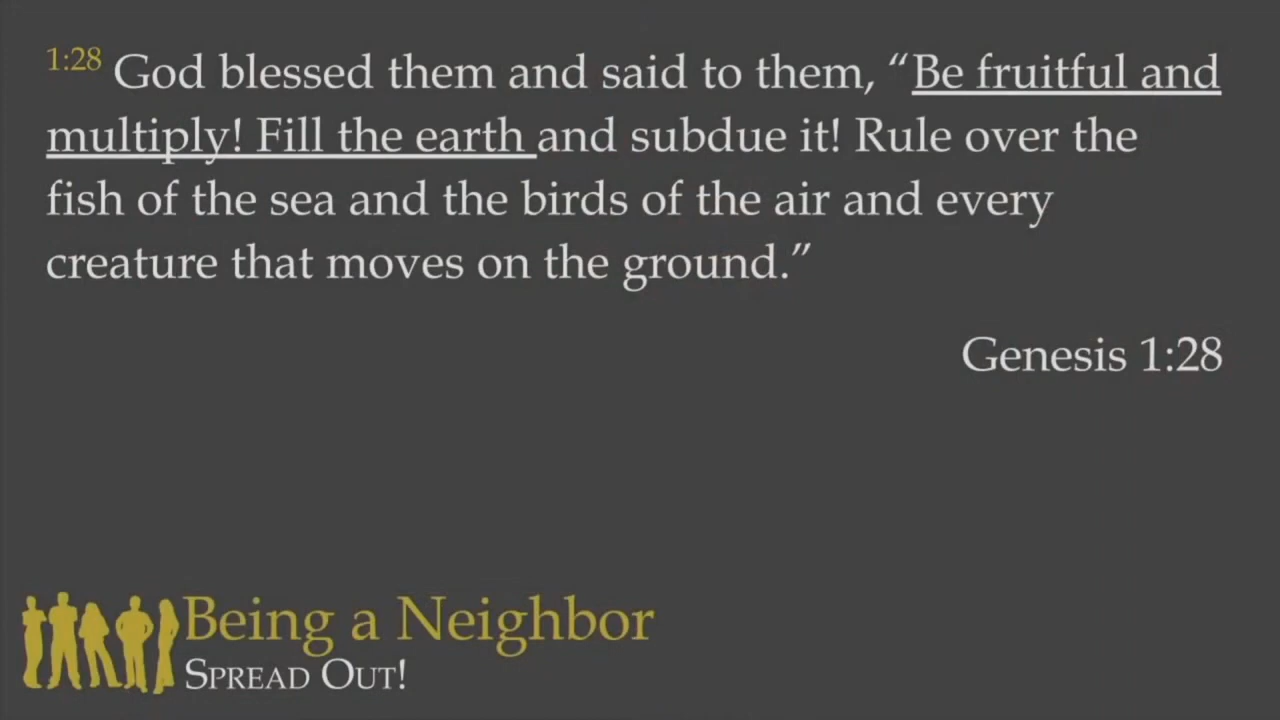 1:28 God blessed them and said to them, “Be fruitful and
multiply! Fill the earth and subdue it! Rule over the
fish of the sea and the birds of the air and every
creature that moves on the ground.”
Genesis 1:28
Being a Neighbor
SPREAD OUT!